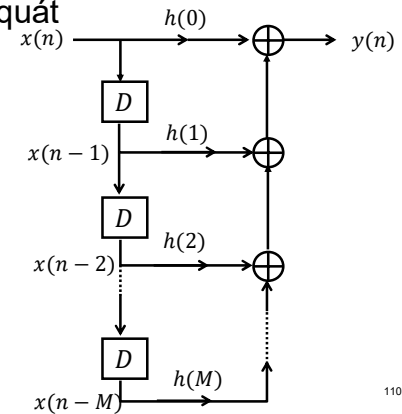 quát
x(n) h(0) y(n)
D
x(n − 1) h(1)
D
x(n − 2) h(2)
D
x(n − M) h(M)
110